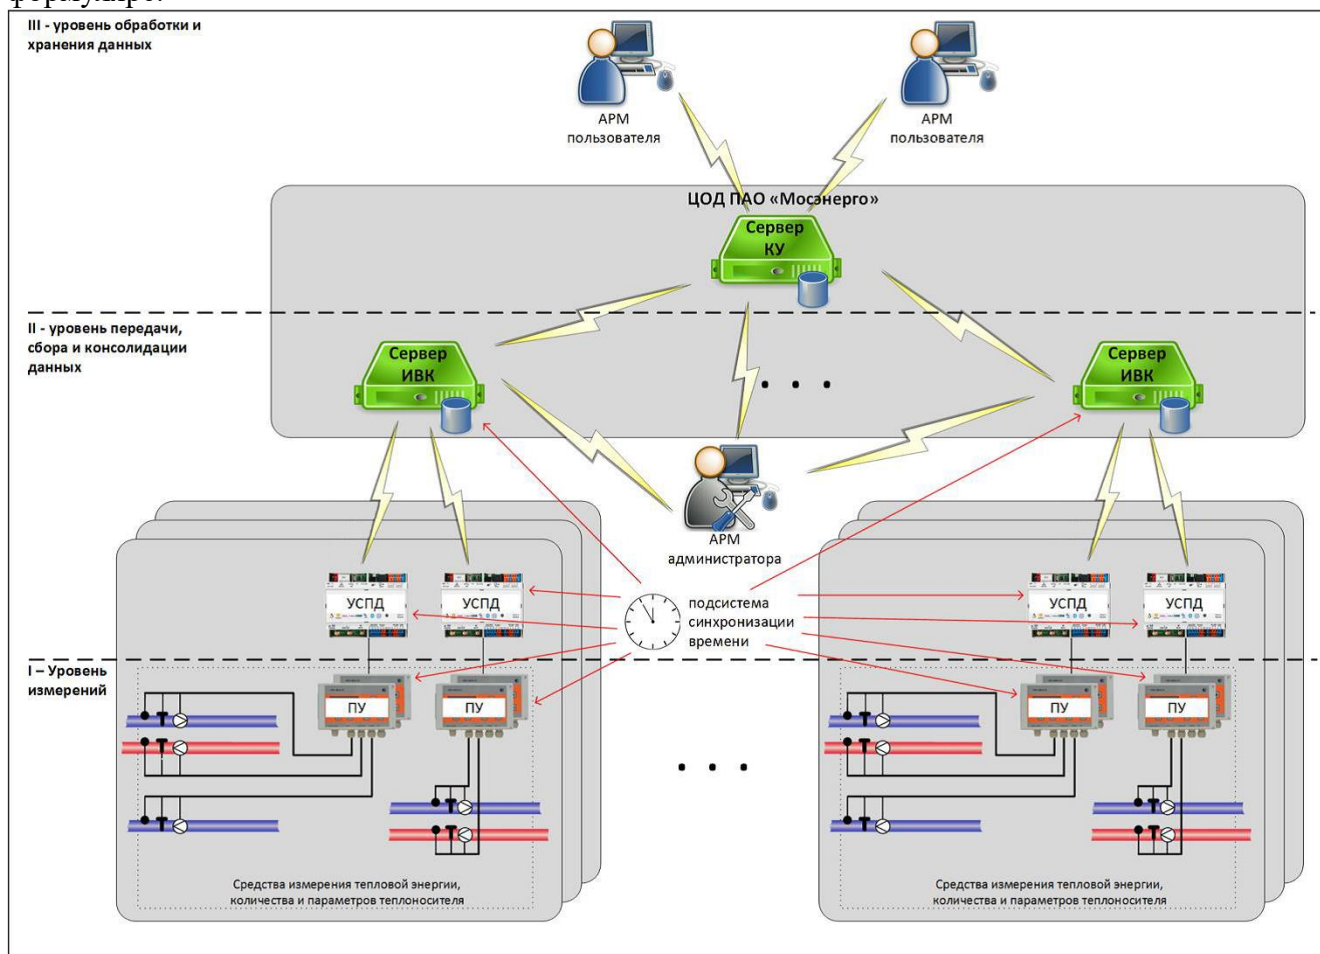 формуляре.
III - уровень обработки и
хранения данных
АРМ
пользователя
АРМ
пользователя
ЦОД ПАО «Мосэнерго»
Сервер
КУ
II - уровень передачи,
сбора и консолидации
данных
Сервер
ИВК
. . .
Сервер
ИВК
АРМ
администратора
УСПД
УСПД
подсистема
синхронизации
времени
УСПД
УСПД
I – Уровень
измерений
ПУ
ПУ
ПУ
ПУ
. . .
Средства измерения тепловой энергии,
количества и параметров теплоносителя
Средства измерения тепловой энергии,
количества и параметров теплоносителя